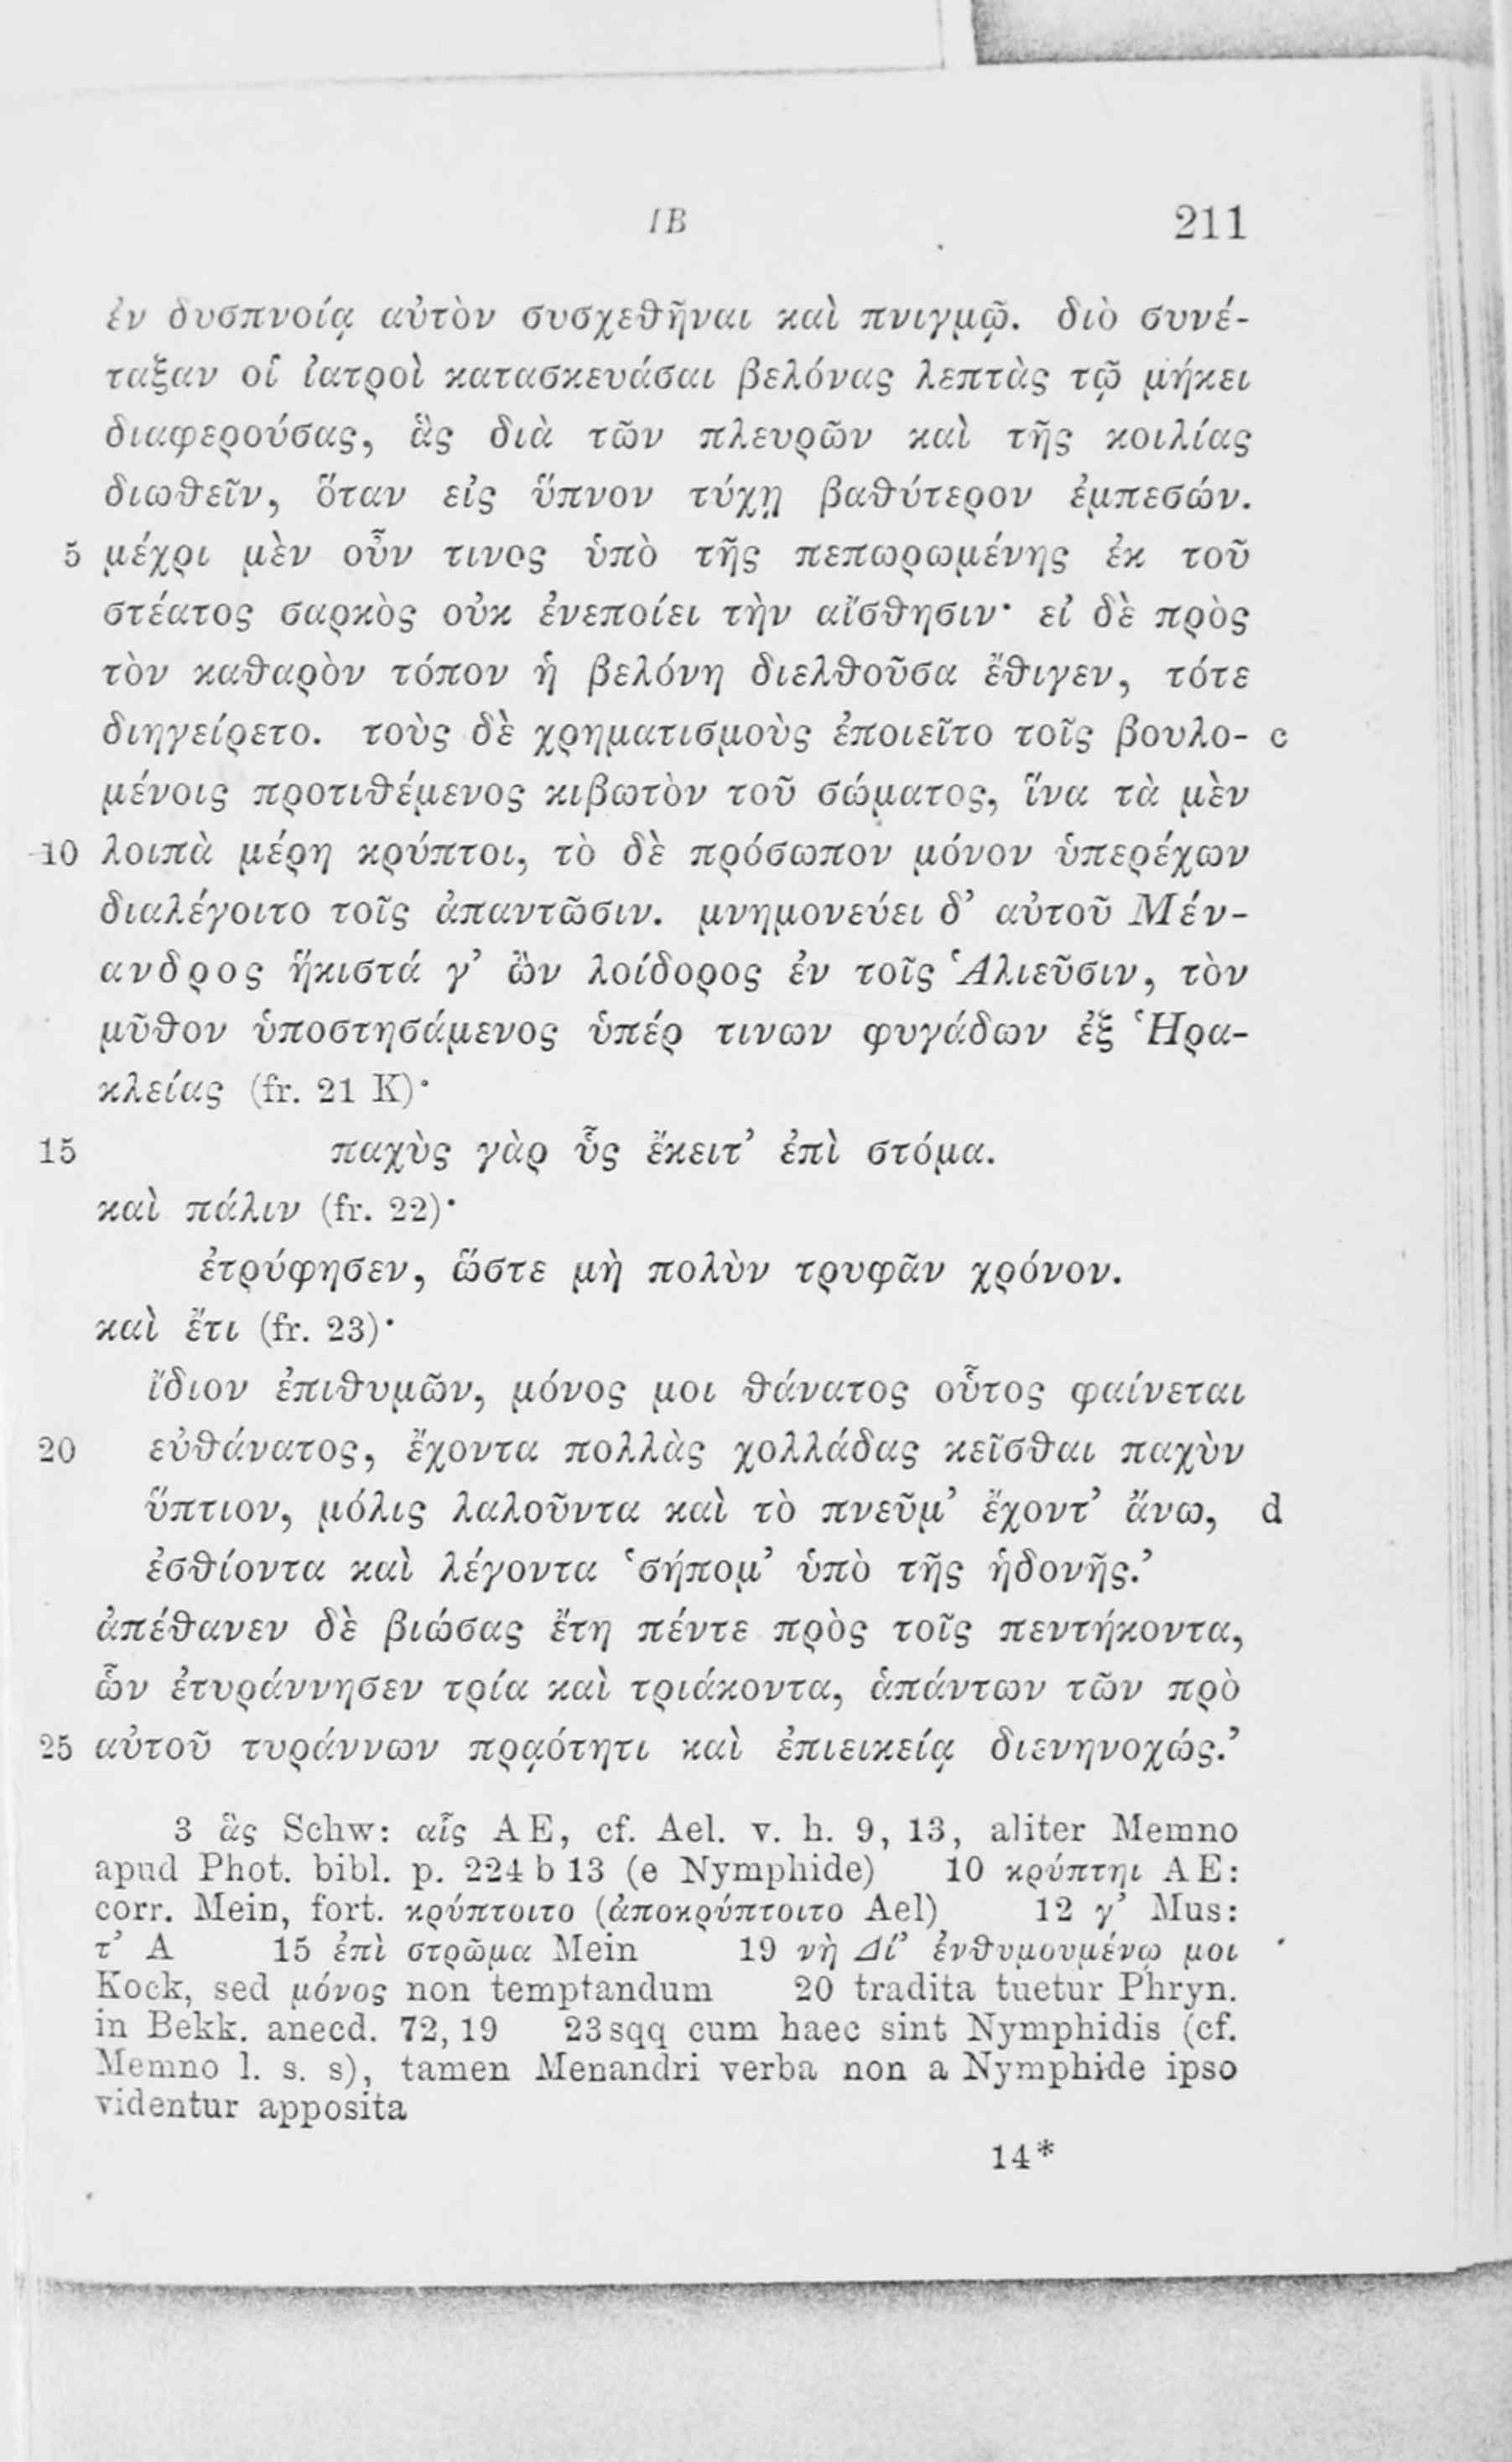 ΙΒ 211
ἐν δυσπνοίᾳ αὐτὸν συσχεθῆναι καὶ πνιγμῷ. διὸ συνέ-
ταξαν οἱ ἰατροὶ κατασκευάσαι βελόνας λεπτὰς τῷ μήκει
διαφερούσας, ἃς διὰ τῶν πλευρῶν καὶ τῆς κοιλίας
διωθεῖν, ὅταν εἰς ὕπνον τύχῃ βαθύτερον ἐμπεσών.
5 μέχρι μὲν οὖν τινος ὑπὸ τῆς πεπωρωμένης ἐκ τοῦ
στέατος σαρκὸς οὐκ ἐνεποίει τὴν αἴσθησιν· εἰ δὲ πρὸς
τὸν καθαρὸν τόπον ἡ βελόνη διελθοῦσα ἔθιγεν, τότε
διηγείρετο. τοὺς δὲ χρηματισμοὺς ἐποιεῖτο τοῖς βουλο- c
μένοις προτιθέμενος κιβωτὸν τοῦ σώματος, ἵνα τὰ μὲν
10 λοιπὰ μέρη κρύπτοι, τὸ δὲ πρόσωπον μόνον ὑπερέχων
διαλέγοιτο τοῖς ἀπαντῶσιν. μνημονεύει δ’ αὐτοῦ Μέν-
ανδρος ἥκιστά γ’ ὢν λοίδορος ἐν τοῖς Ἁλιεῦσιν, τὸν
μῦθον ὑποστησάμενος ὑπέρ τινων φυγάδων ἐξ Ἡρα-
κλείας (fr. 21 K)·
15 παχὺς γὰρ ὗς ἔκειτ’ ἐπὶ στόμα.
καὶ πάλιν (fr. 22)·
ἐτρύφησεν, ὥστε μὴ πολὺν τρυφᾶν χρόνον.
καὶ ἔτι (fr. 23)·
ἴδιον ἐπιθυμῶν, μόνος μοι θάνατος οὗτος φαίνεται
20 εὐθάνατος, ἔχοντα πολλὰς χολλάδας κεῖσθαι παχὺν
ὕπτιον, μόλις λαλοῦντα καὶ τὸ πνεῦμ’ ἔχοντ’ ἄνω, d
ἐσθίοντα καὶ λέγοντα ‘σήπομ’ ὑπὸ τῆς ἡδονῆς.’
ἀπέθανεν δὲ βιώσας ἔτη πέντε πρὸς τοῖς πεντήκοντα,
ὧν ἐτυράννησεν τρία καὶ τριάκοντα, ἁπάντων τῶν πρὸ
25 αὐτοῦ τυράννων πρᾳότητι καὶ ἐπιεικείᾳ διενηνοχώς.’
3 ἃς Schw: αἷς AE, cf. Ael. v. h. 9, 13, aliter Memno
apud Phot. bibl. p. 224 b 13 (e Nymphide) 10 κρύπτηι AE:
corr. Mein, fort. κρύπτοιτο (ἀποκρύπτοιτο Ael) 12 γ’ Mus:
τ’ A 15 ἐπὶ στρῶμα Mein 19 νὴ Δί’ ἐνθυμουμένῳ μοι
Kock, sed μόνος non temptandum 20 tradita tuetur Phryn.
in Bekk. anecd. 72, 19 23 sqq cum haec sint Nymphidis (cf.
Memno l. s. s), tamen Menandri verba non a Nymphide ipso
videntur apposita
14*